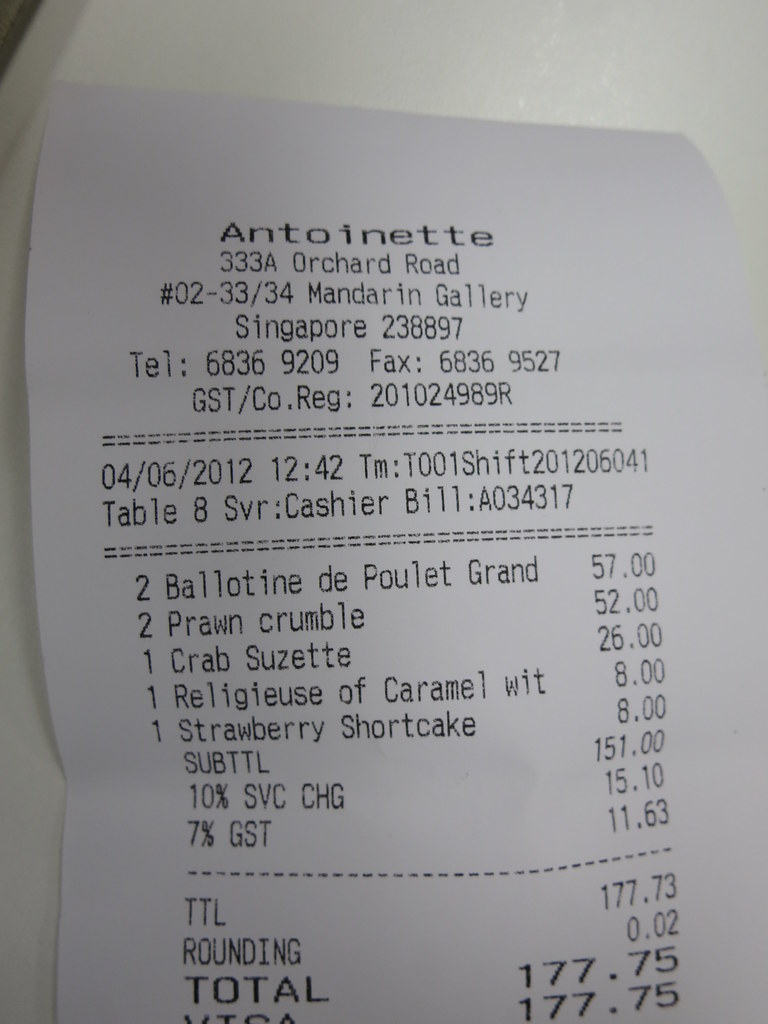 Antoinette
333A Orchard Road
#02-33/34 Mandarin Gallery
Singapore 238897
Tel: 6836 9209 Fax: 6836 9527
GST/Co.Reg: 201024989R
04/06/2012 12:42 Tm:T001Shift201206041
Table 8 Svr:Cashier Bill:A034317
2 Ballotine de Poulet Grand 57.00
2 Prawn crumble 52.00
1 Crab Suzette 26.00
1 Religieuse of Caramel wit 8.00
1 Strawberry Shortcake 8.00
SUBTTL 151.00
10% SVC CHG 15.10
7% GST 11.63
TTL 177.73
ROUNDING 0.02
TOTAL 177.75
VISA 177.75